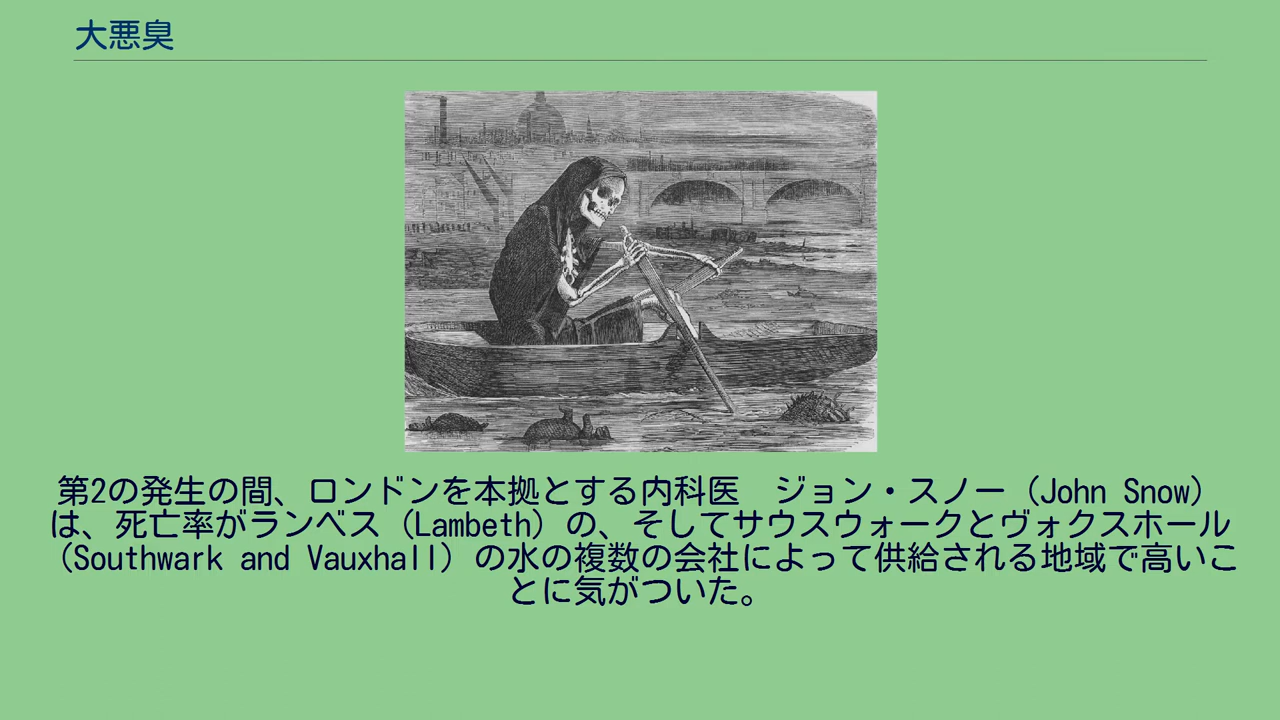 大悪臭
第2の発生の間、ロンドンを本拠とする内科医　ジョン・スノー（John Snow）
は、死亡率がランベス（Lambeth）の、そしてサウスウォークとヴォクスホール
（Southwark and Vauxhall）の水の複数の会社によって供給される地域で高いこ
とに気がついた。